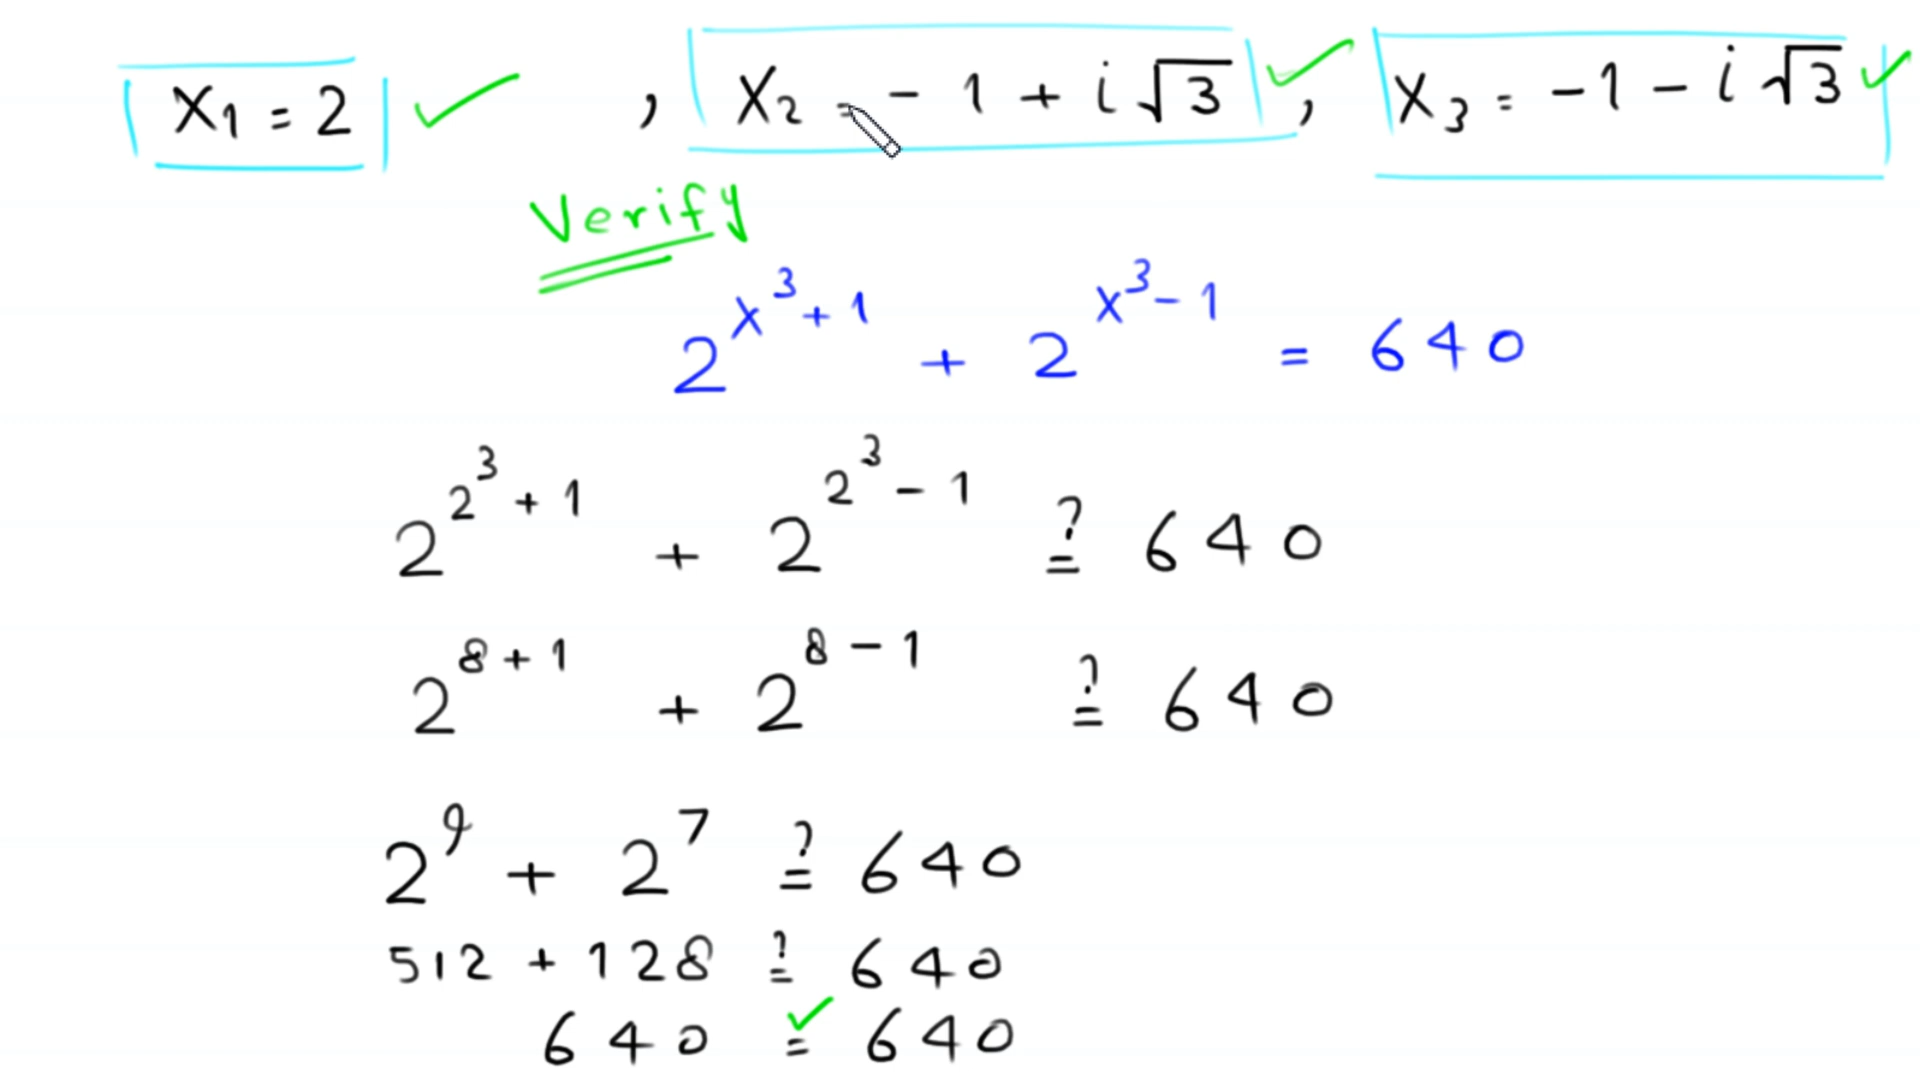 x₁ = 2 , x₂ = - 1 + i √3 , x₃ = - 1 - i √3
Verify
2^(x³ + 1) + 2^(x³ - 1) = 640
2^(2³ + 1) + 2^(2³ - 1) ?= 640
2^(8 + 1) + 2^(8 - 1) ?= 640
2⁹ + 2⁷ ?= 640
512 + 128 ?= 640
640 = 640